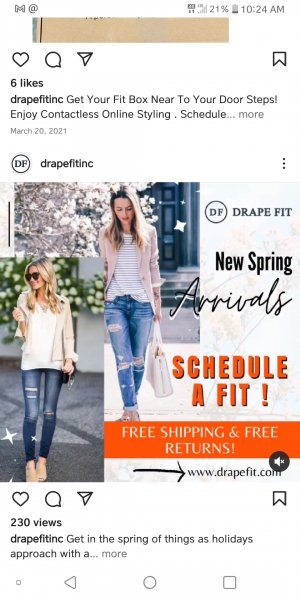 @ 21% 10:24 AM
6 likes
drapefitinc Get Your Fit Box Near To Your Door Steps!
Enjoy Contactless Online Styling . Schedule... more
March 20, 2021
DF drapefitinc
DF DRAPE FIT
New Spring
Arrivals
SCHEDULE
A FIT !
FREE SHIPPING & FREE
RETURNS!
www.drapefit.com
230 views
drapefitinc Get in the spring of things as holidays
approach with a... more